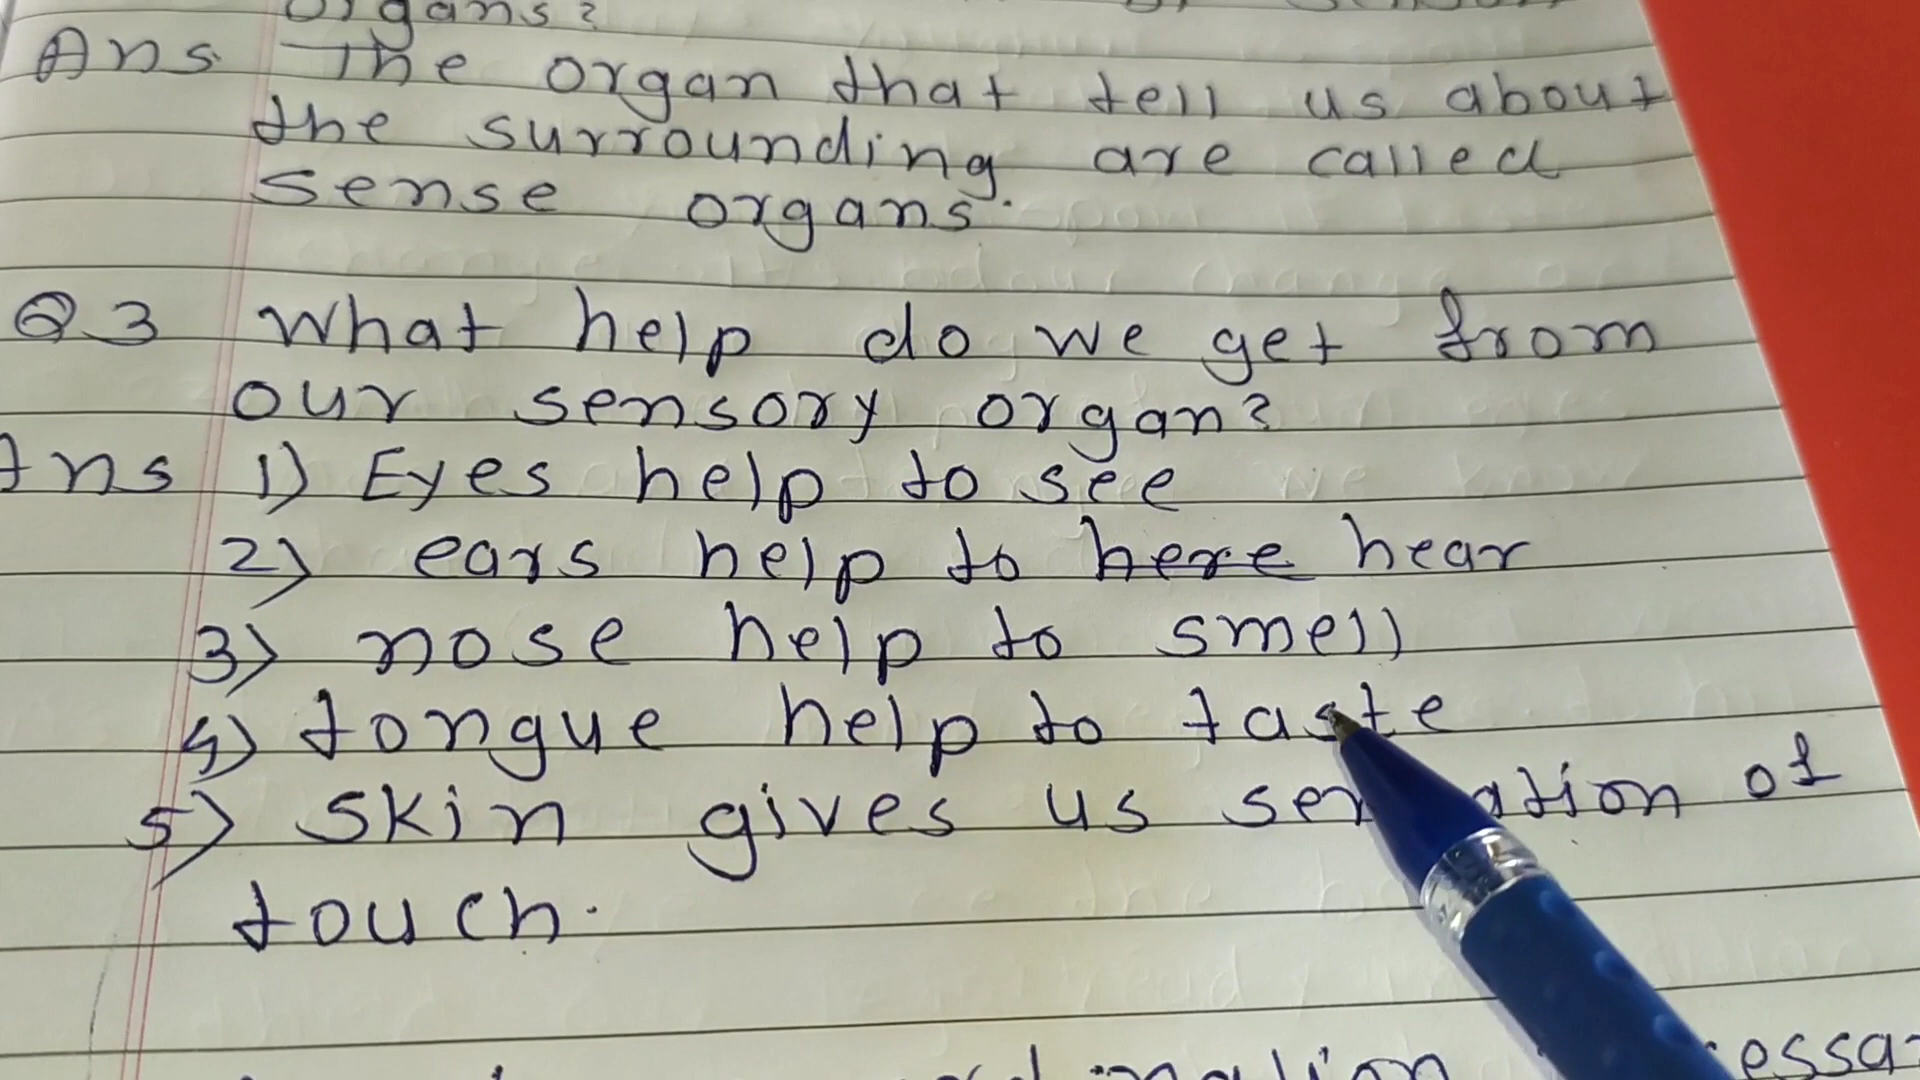 organs?
Ans The organ that tell us about
the surrounding are called
sense organs.
Q3 What help do we get from
our sensory organ?
Ans 1) Eyes help to see
2) ears help to here hear
3) nose help to smell
4) tongue help to taste
5) skin gives us of
touch.